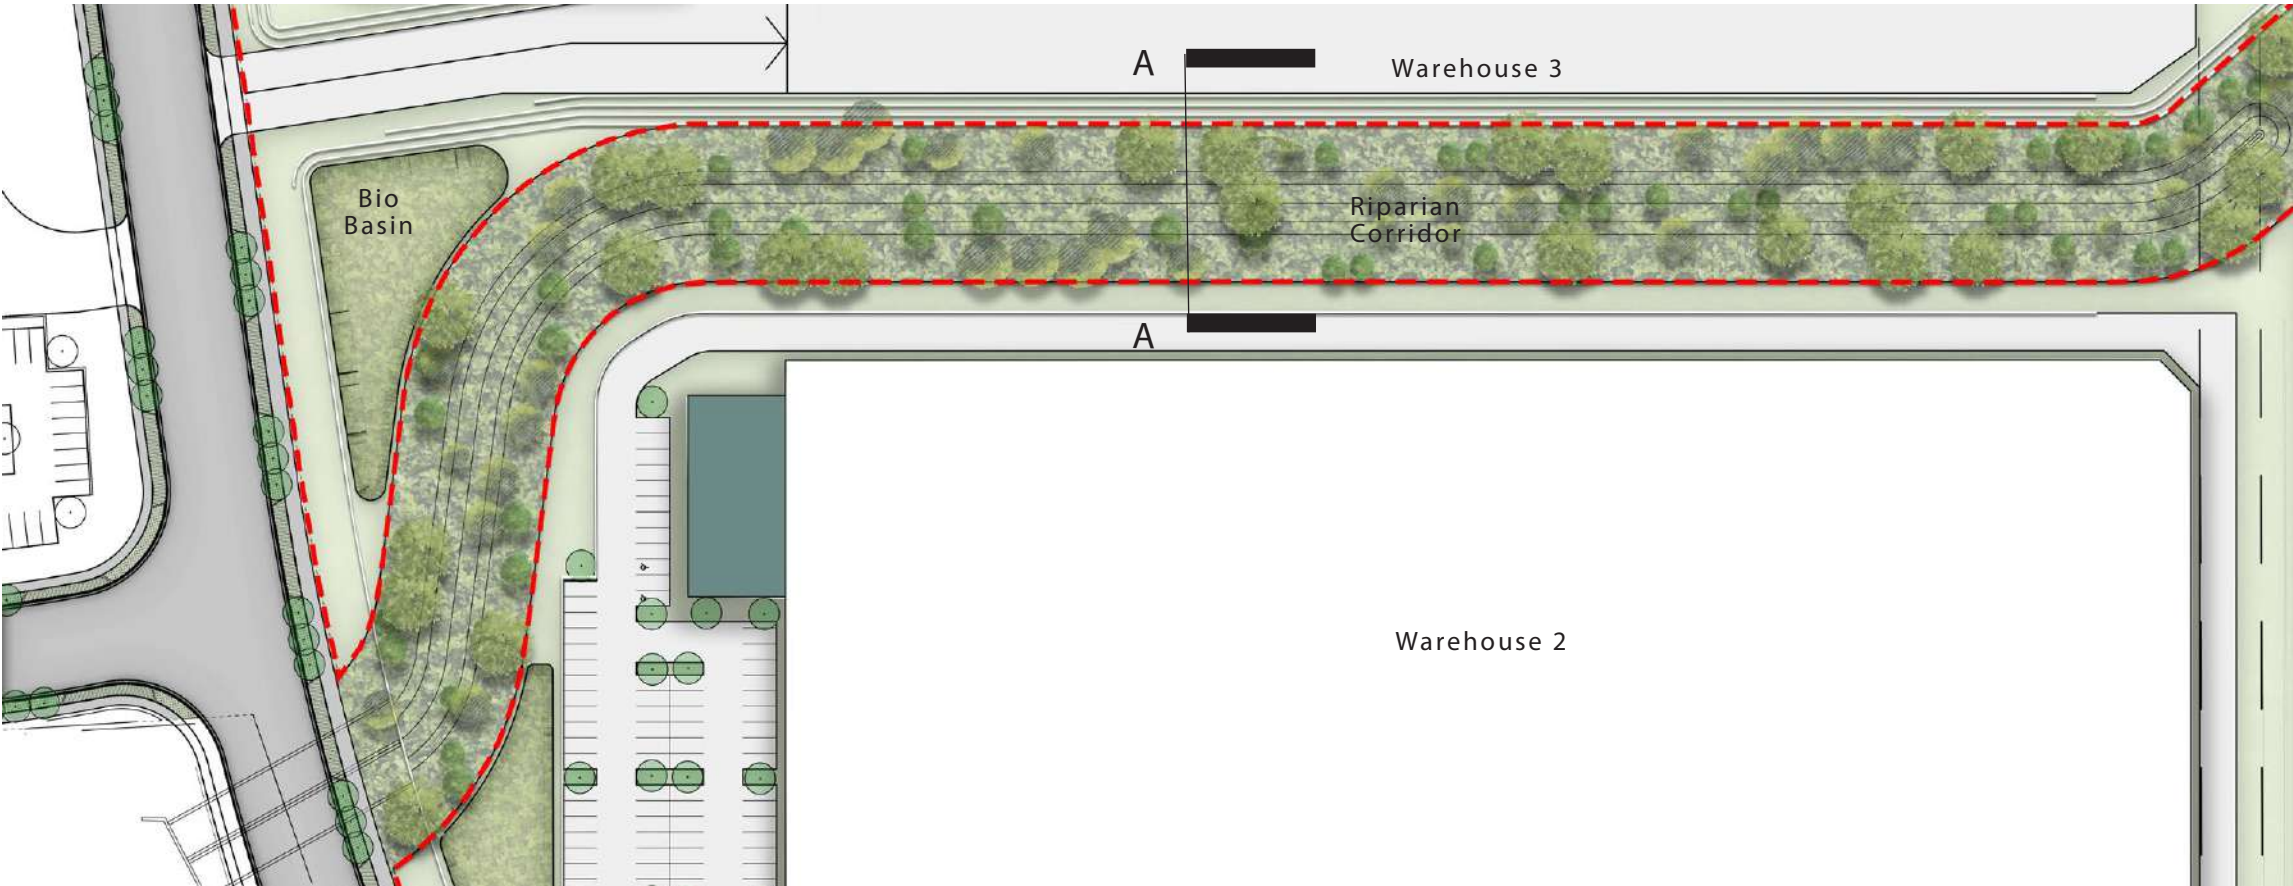 A
Warehouse 3
Bio
Basin
Riparian
Corridor
A
Warehouse 2